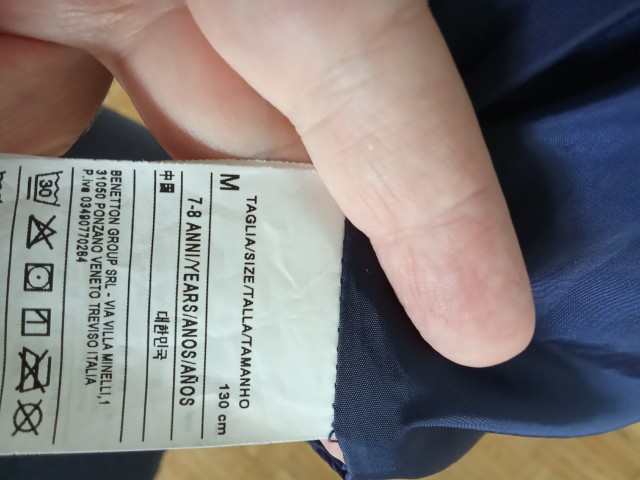 TAGLIA/SIZE/TALLA/TAMANHO
M 130 cm
7-8 ANNI/YEARS/ANOS/AÑOS
中國 대한민국
BENETTON GROUP SRL - VIA VILLA MINELLI,1
31050 PONZANO VENETO TREVISO ITALIA
P.iva 03490770264
30